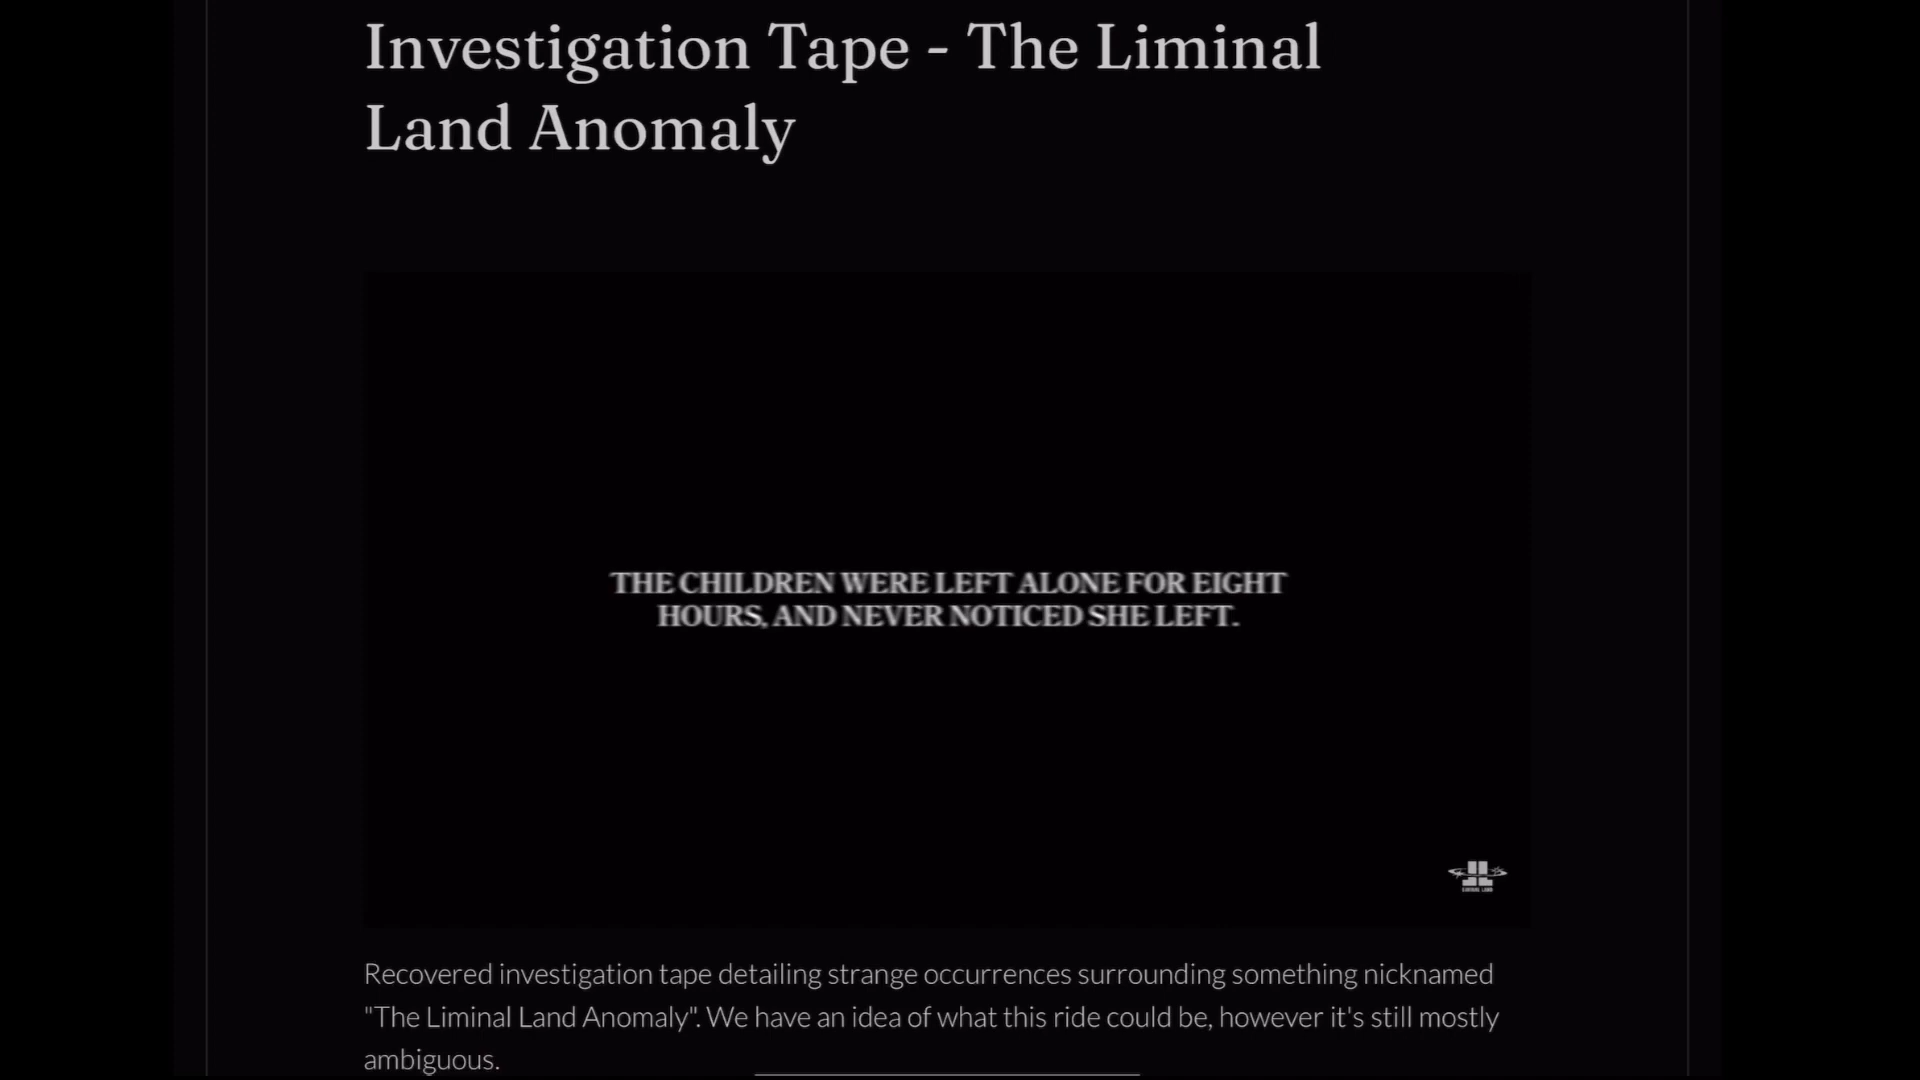 Investigation Tape - The Liminal
Land Anomaly
THE CHILDREN WERE LEFT ALONE FOR EIGHT
HOURS, AND NEVER NOTICED SHE LEFT.
LIMINAL LAND
Recovered investigation tape detailing strange occurrences surrounding something nicknamed
"The Liminal Land Anomaly". We have an idea of what this ride could be, however it's still mostly
ambiguous.